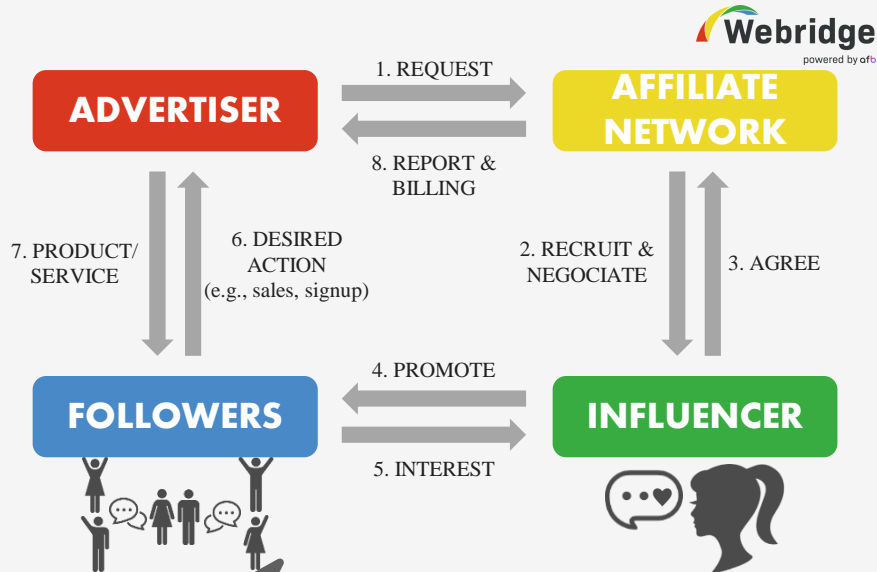 Webridge
powered by afb
1. REQUEST
ADVERTISER
AFFILIATE
NETWORK
8. REPORT &
BILLING
7. PRODUCT/
SERVICE
6. DESIRED
ACTION
(e.g., sales, signup)
2. RECRUIT &
NEGOCIATE
3. AGREE
4. PROMOTE
FOLLOWERS
INFLUENCER
5. INTEREST